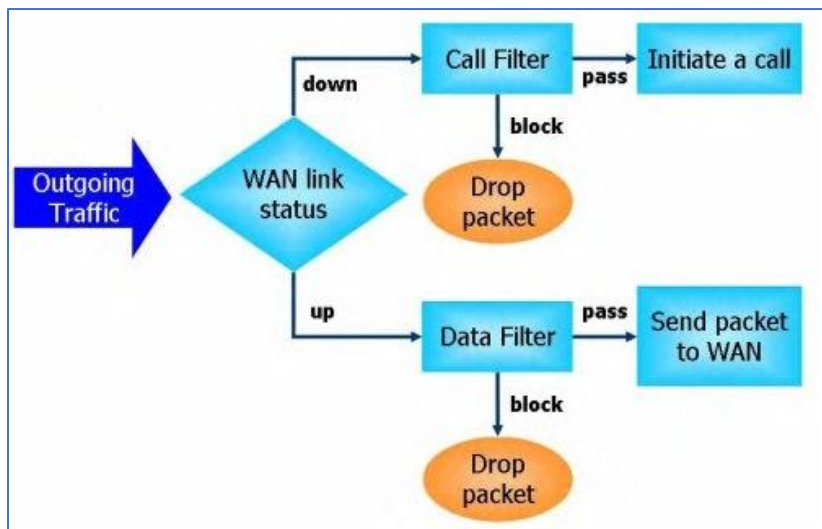 Call Filter
pass
Initiate a call
down
block
Outgoing
Traffic
WAN link
status
Drop
packet
up
Data Filter
pass
Send packet
to WAN
block
Drop
packet